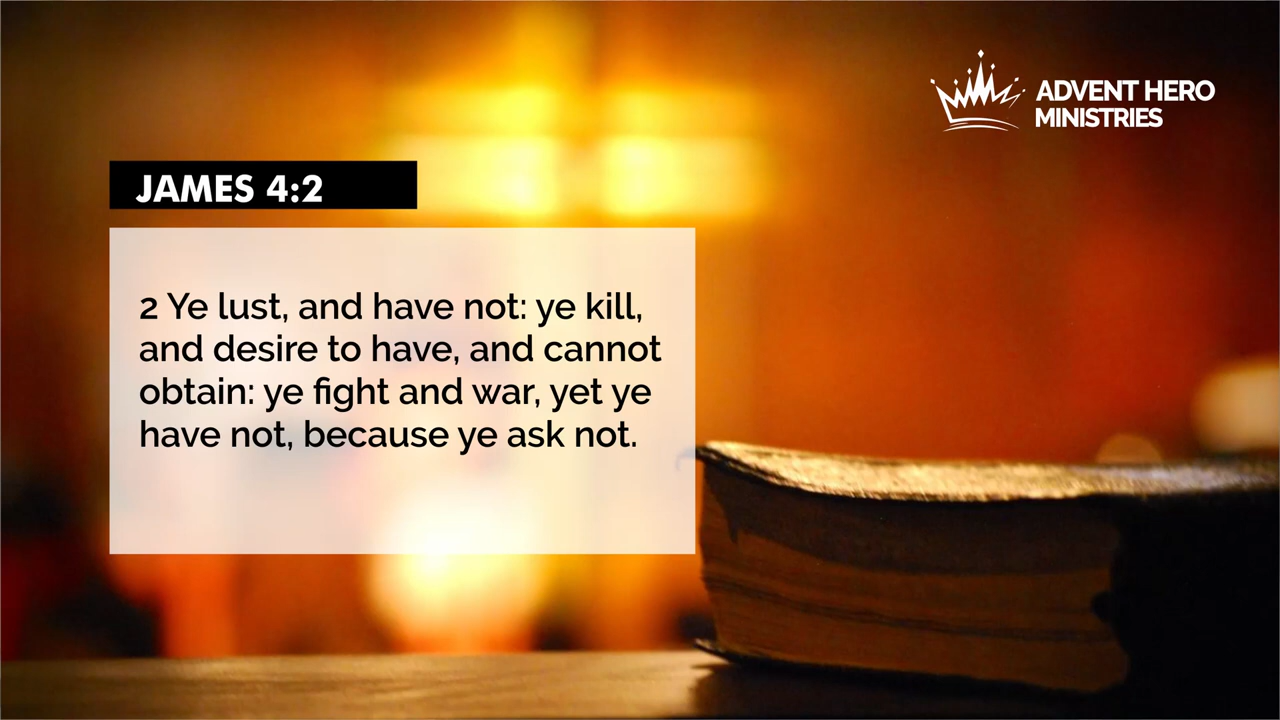 ADVENT HERO
MINISTRIES
JAMES 4:2
2 Ye lust, and have not: ye kill,
and desire to have, and cannot
obtain: ye fight and war, yet ye
have not, because ye ask not.